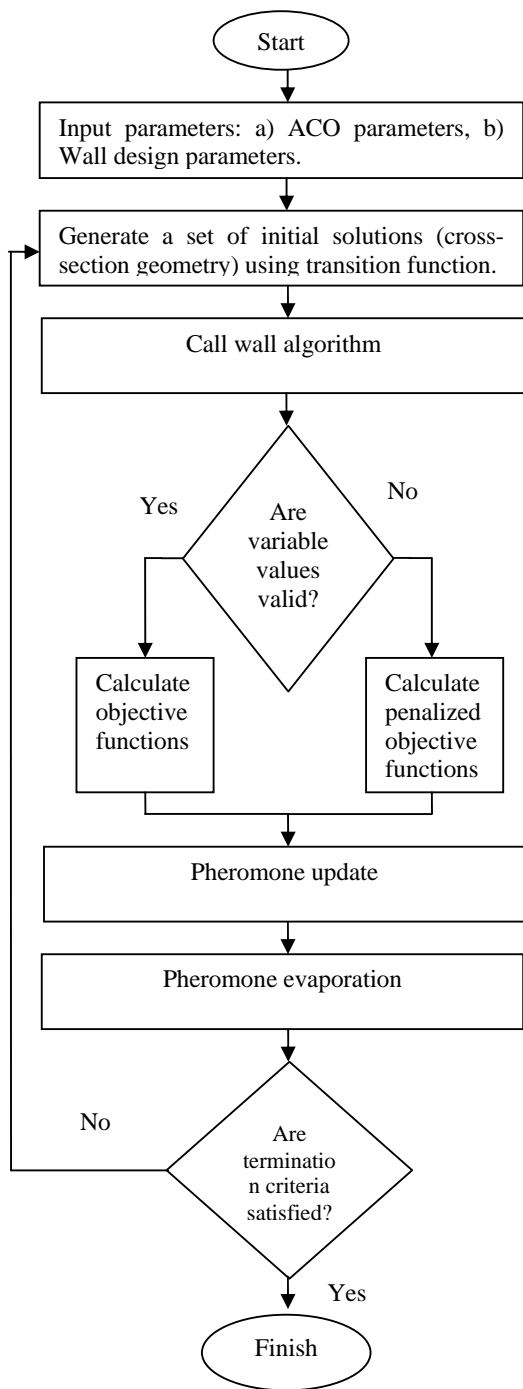 Start
Input parameters: a) ACO parameters, b)
Wall design parameters.
Generate a set of initial solutions (cross-
section geometry) using transition function.
Call wall algorithm
Yes
No
Are
variable
values
valid?
Calculate
objective
functions
Calculate
penalized
objective
functions
Pheromone update
Pheromone evaporation
No
Are
terminatio
n criteria
satisfied?
Yes
Finish